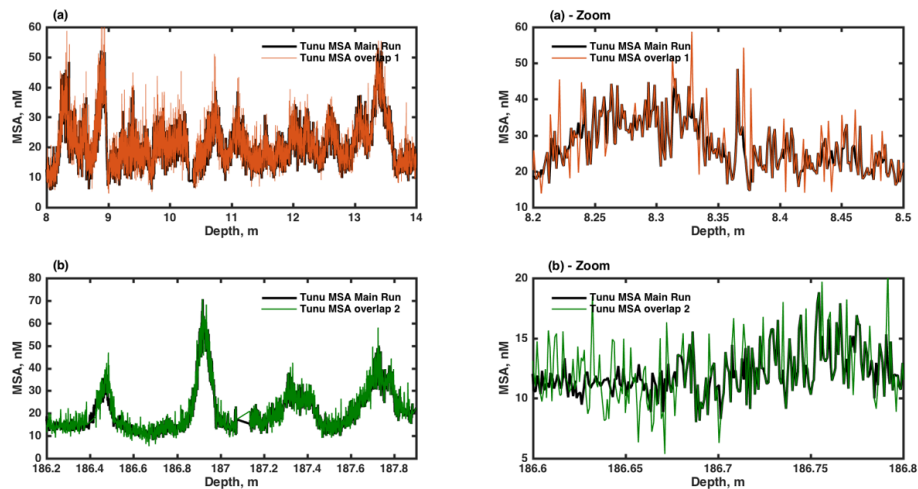 (a)
60
50
40
30
20
10
0
MSA, nM
Tunu MSA Main Run
Tunu MSA overlap 1
8 9 10 11 12 13 14
Depth, m
(a) - Zoom
60
50
40
30
20
10
MSA, nM
Tunu MSA Main Run
Tunu MSA overlap 1
8.2 8.25 8.3 8.35 8.4 8.45 8.5
Depth, m
(b)
80
70
60
50
40
30
20
10
0
MSA, nM
Tunu MSA Main Run
Tunu MSA overlap 2
186.2 186.4 186.6 186.8 187 187.2 187.4 187.6 187.8
Depth, m
(b) - Zoom
20
15
10
5
MSA, nM
Tunu MSA Main Run
Tunu MSA overlap 2
186.6 186.65 186.7 186.75 186.8
Depth, m